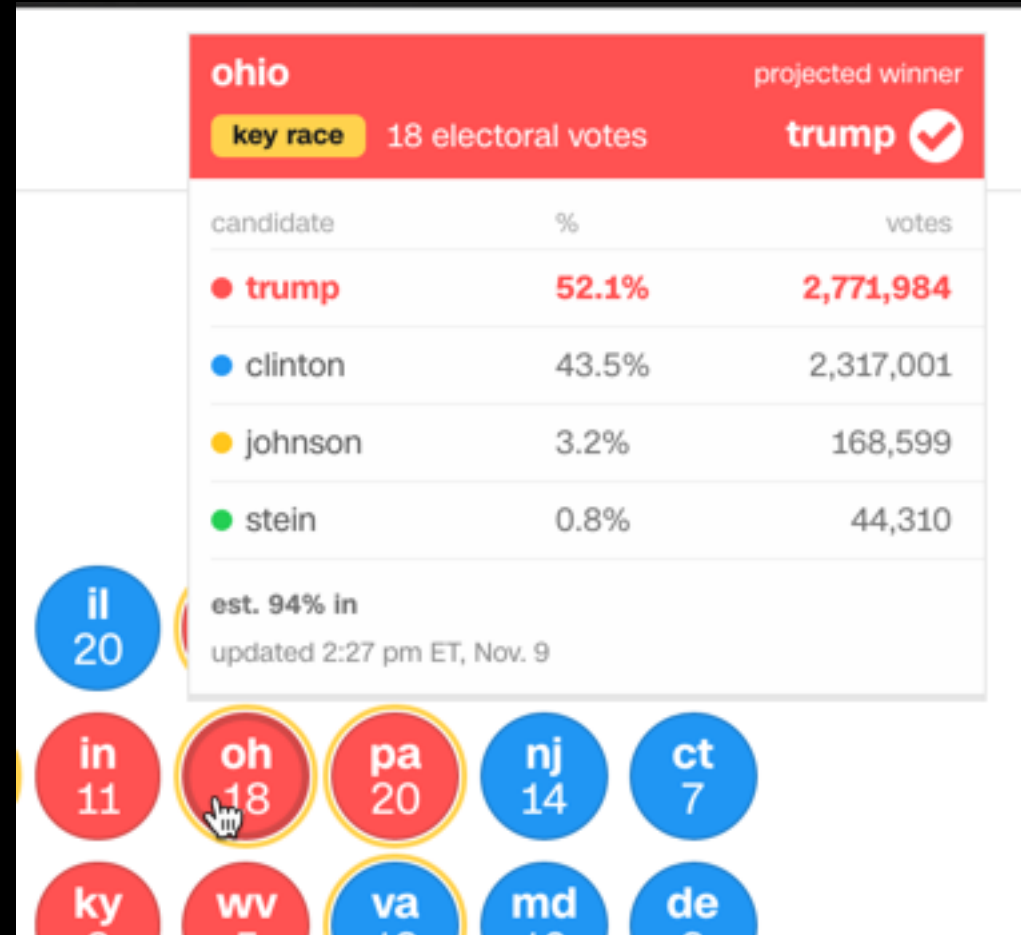 ohio projected winner
key race 18 electoral votes trump
candidate % votes
trump 52.1% 2,771,984
clinton 43.5% 2,317,001
johnson 3.2% 168,599
stein 0.8% 44,310
est. 94% in
updated 2:27 pm ET, Nov. 9
il
20
in oh pa nj ct
11 18 20 14 7
ky wv va md de